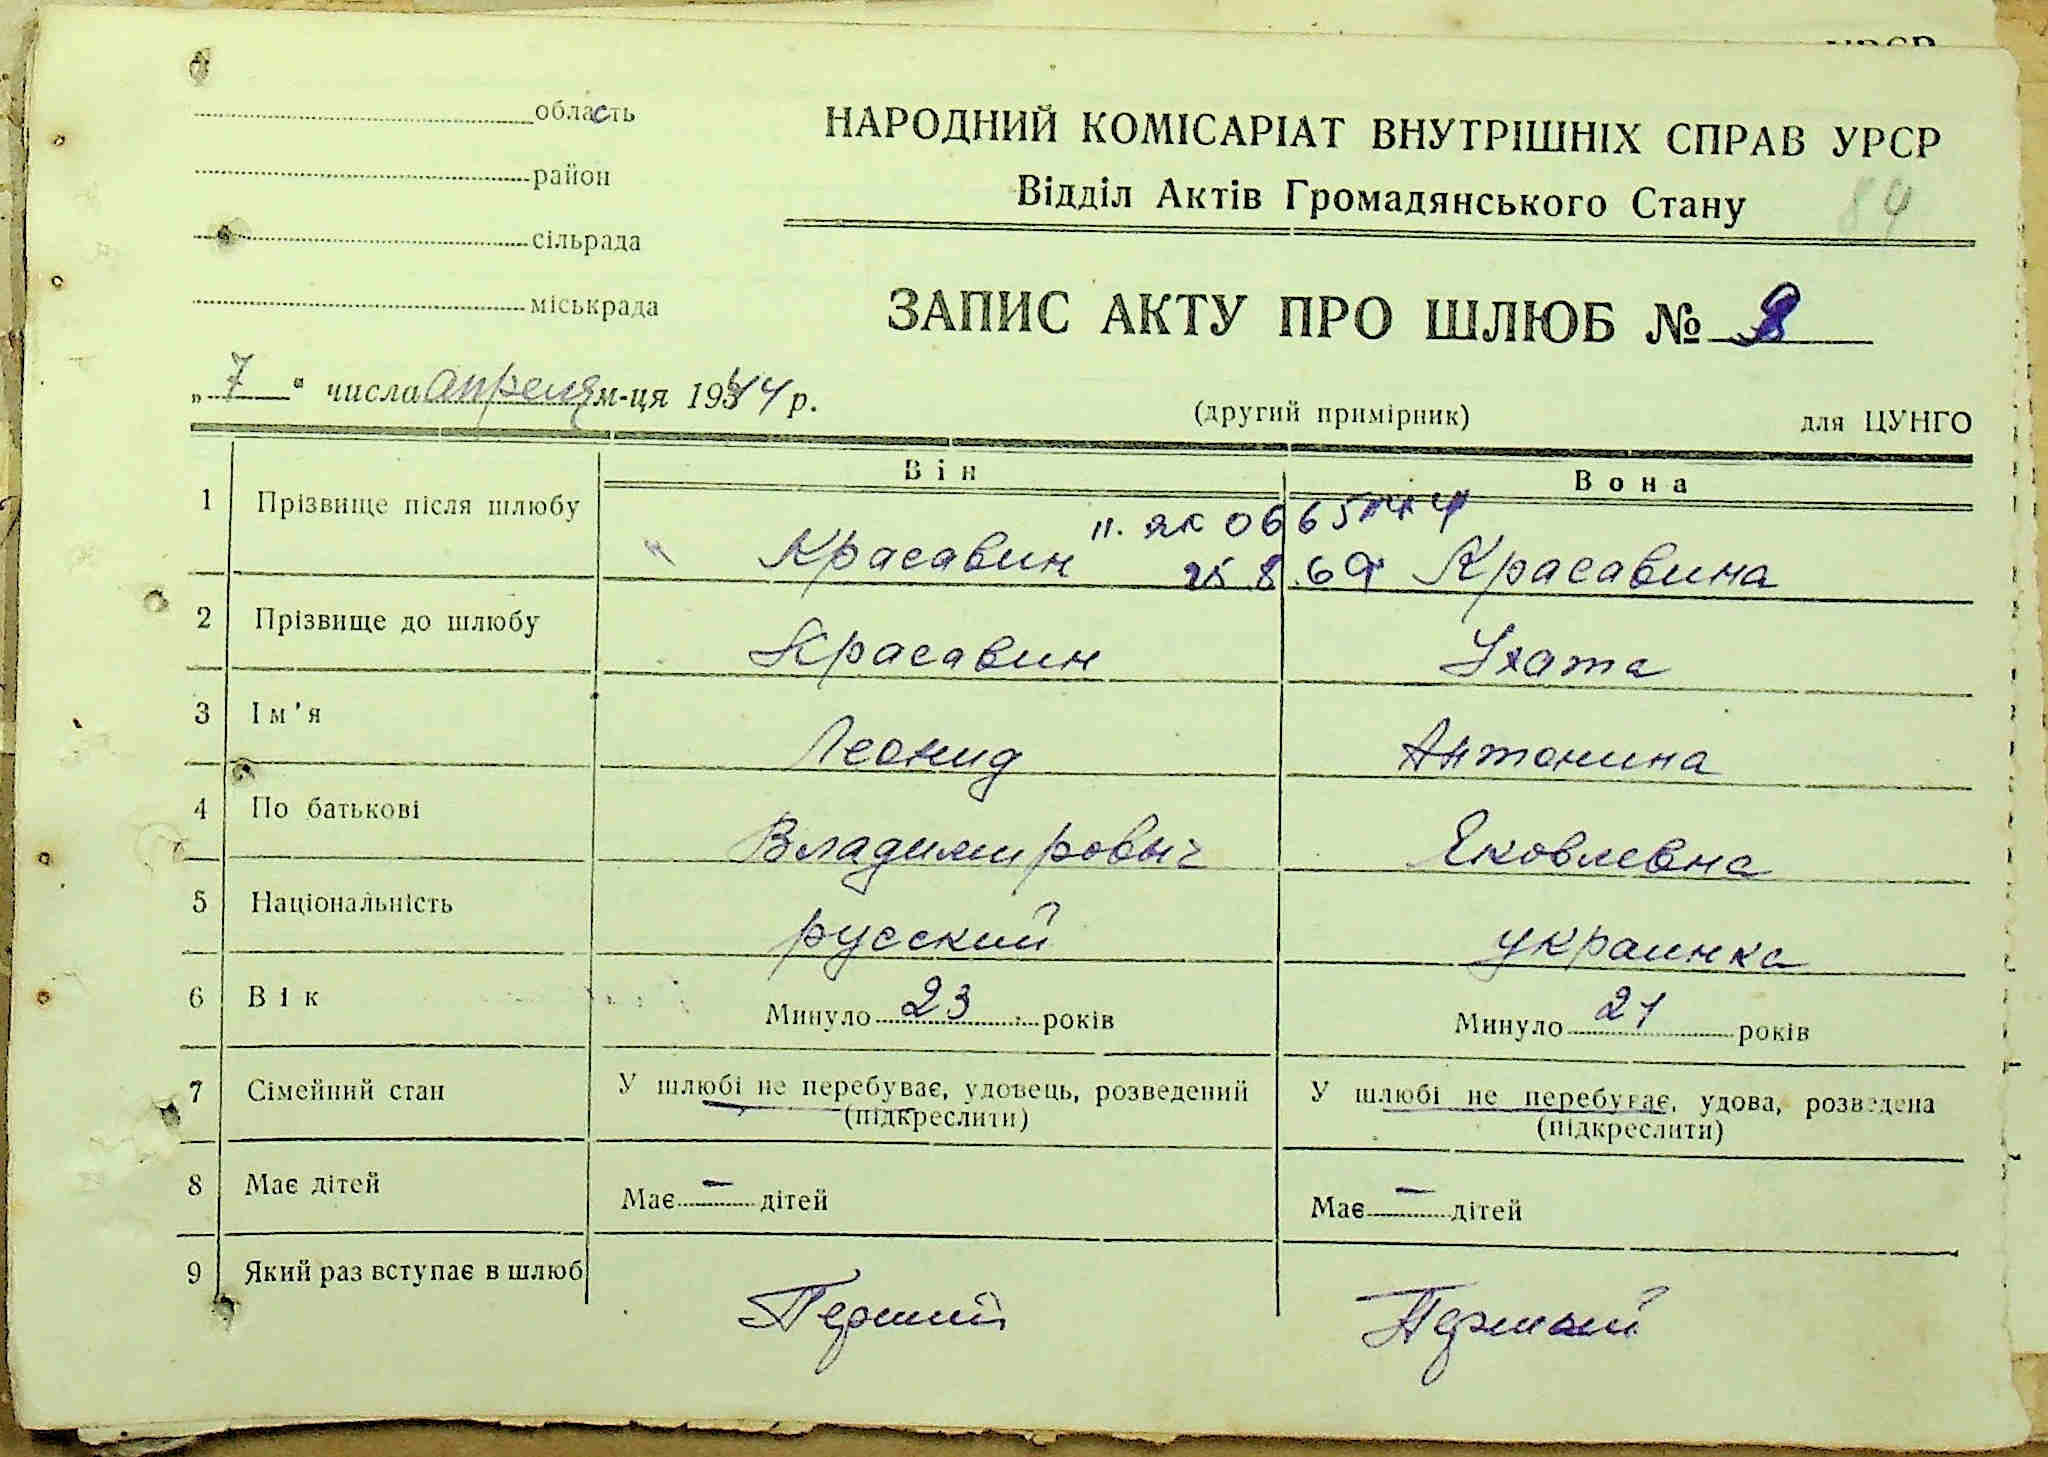 область
район
сільрада
міськрада
НАРОДНИЙ КОМІСАРІАТ ВНУТРІШНІХ СПРАВ УРСР
Відділ Актів Громадянського Стану
84
ЗАПИС АКТУ ПРО ШЛЮБ №
„7“ числа апреля м-ця 1944 р.
(другий примірник)
для ЦУНГО
Він
Вона
1 Прізвище після шлюбу Красавин Красавина
2 Прізвище до шлюбу Красавин Ухата
3 Ім'я Леонид Антонина
4 По батькові Владимирович Яковлевна
5 Національність русский украинка
6 Вік Минуло 23 років Минуло 21 років
7 Сімейний стан У шлюбі не перебуває, удовець, розведений У шлюбі не перебуває, удова, розведена
(підкреслити) (підкреслити)
8 Має дітей Має — дітей Має — дітей
9 Який раз вступає в шлюб